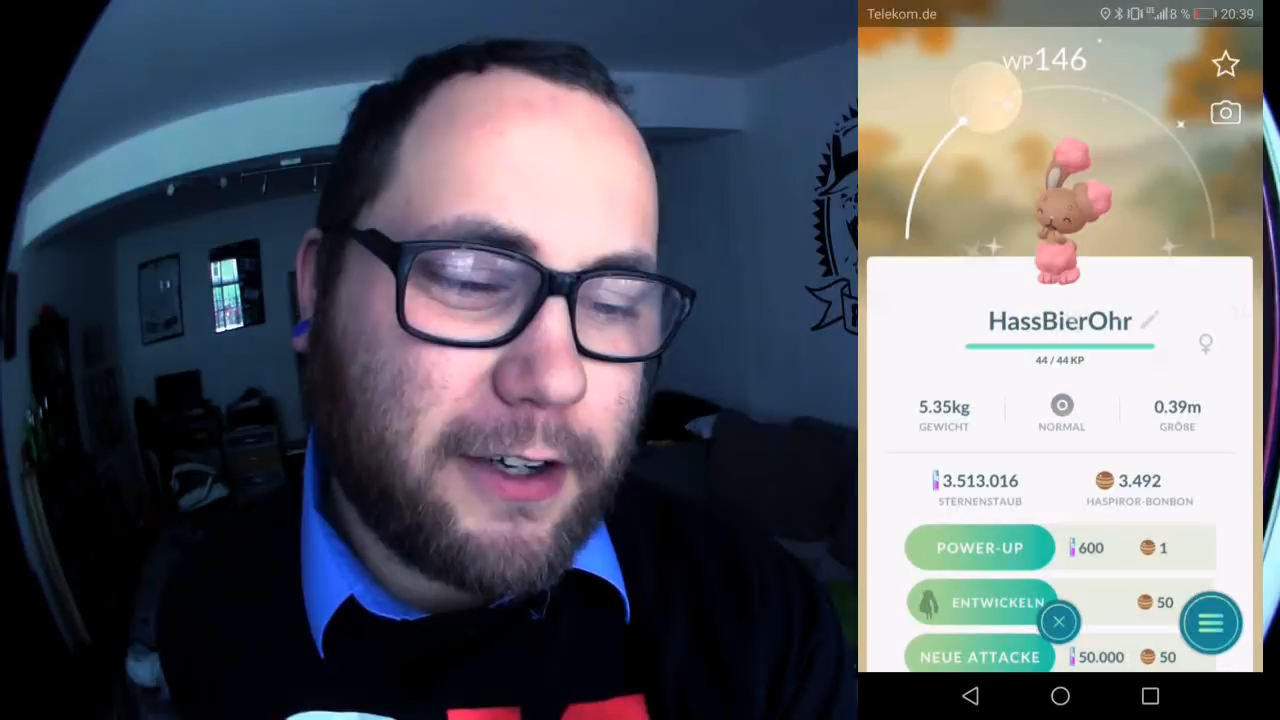 Telekom.de
LTE 8 % 20:39
WP146
HassBierOhr
44 / 44 KP
5.35kg
GEWICHT
NORMAL
0.39m
GRÖßE
3.513.016
STERNENSTAUB
3.492
HASPIROR-BONBON
POWER-UP 600 1
ENTWICKELN 50
NEUE ATTACKE 50.000 50